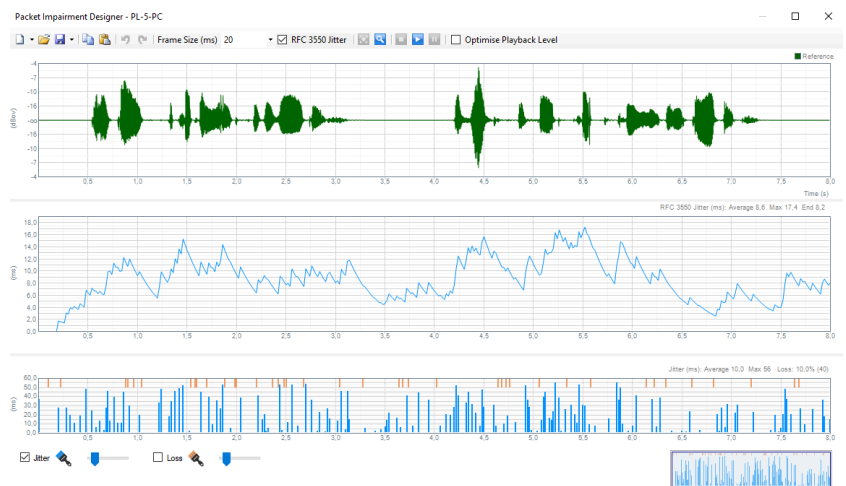 Packet Impairment Designer - PL-5-PC
Frame Size (ms) 20 RFC 3550 Jitter Optimise Playback Level
Reference
-4
-7
-10
-16
-oo
-16
-10
-7
-4
(dBov)
0,5 1,0 1,5 2,0 2,5 3,0 3,5 4,0 4,5 5,0 5,5 6,0 6,5 7,0 7,5 8,0
Time (s)
RFC 3550 Jitter (ms): Average 8,6 Max 17,4 End 8,2
18,0
16,0
14,0
12,0
10,0
8,0
6,0
4,0
2,0
0,0
(ms)
0,5 1,0 1,5 2,0 2,5 3,0 3,5 4,0 4,5 5,0 5,5 6,0 6,5 7,0 7,5 8,0
Jitter (ms): Average 10,0 Max 56 Loss: 10,0% (40)
60,0
50,0
40,0
30,0
20,0
10,0
0,0
(ms)
0,5 1,0 1,5 2,0 2,5 3,0 3,5 4,0 4,5 5,0 5,5 6,0 6,5 7,0 7,5 8,0
Jitter Loss